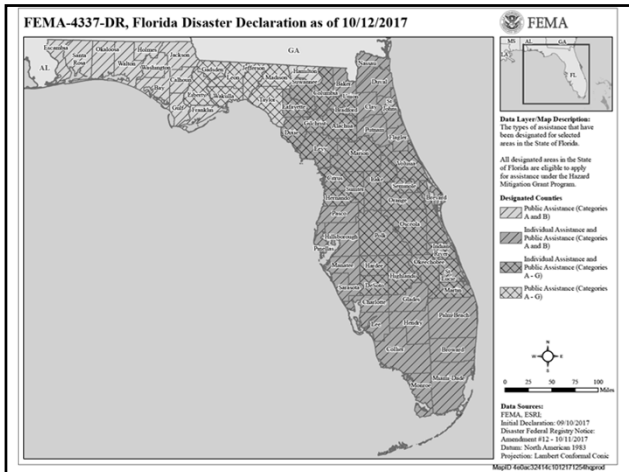 FEMA-4337-DR, Florida Disaster Declaration as of 10/12/2017
FEMA
GA
AL
Escambia
Santa
Rosa
Okaloosa
Walton
Holmes
Washington
Bay
Jackson
Calhoun
Gulf
Gadsden
Liberty
Franklin
Leon
Wakulla
Jefferson
Madison
Taylor
Hamilton
Suwannee
Lafayette
Dixie
Columbia
Gilchrist
Baker
Union
Bradford
Alachua
Levy
Nassau
Duval
Clay
St
Johns
Putnam
Flagler
Marion
Volusia
Citrus
Sumter
Lake
Hernando
Seminole
Orange
Brevard
Pasco
Osceola
Hillsborough
Pinellas
Polk
Indian
River
Manatee
Hardee
Okeechobee
St
Lucie
Highlands
Sarasota
DeSoto
Martin
Charlotte
Glades
Lee
Hendry
Palm Beach
Collier
Broward
Monroe
Miami-Dade
MS
AL
GA
LA
FL
Data Layer/Map Description:
The types of assistance that have
been designated for selected
areas in the State of Florida.
All designated areas in the State
of Florida are eligible to apply
for assistance under the Hazard
Mitigation Grant Program.
Designated Counties
Public Assistance (Categories
A and B)
Individual Assistance and
Public Assistance (Categories
A and B)
Individual Assistance and
Public Assistance (Categories
A - G)
Public Assistance (Categories
A - G)
N
W
E
S
0 25 50 75 100
Miles
Data Sources:
FEMA, ESRI;
Initial Declaration: 09/10/2017
Disaster Federal Registry Notice:
Amendment #12 - 10/11/2017
Datum: North American 1983
Projection: Lambert Conformal Conic
MapID 4e0ac32414c1012171254hqprod